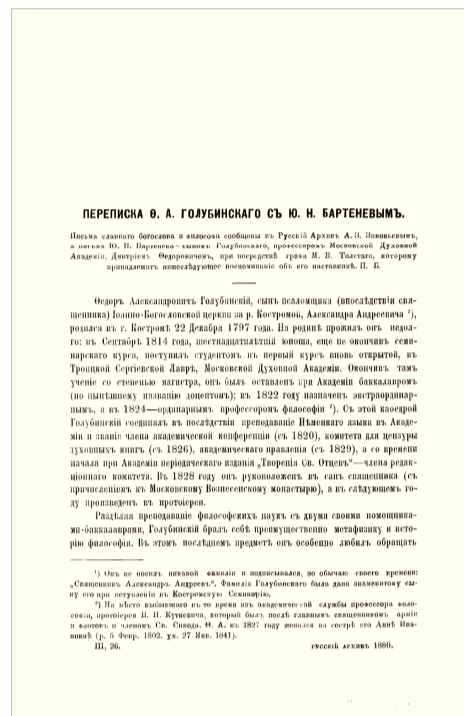 ПЕРЕПИСКА Ѳ. А. ГОЛУБИНСКАГО СЪ Ю. Н. БАРТЕНЕВЫМЪ.
Письма славнаго богослова и философа сообщены въ Русскій Архивъ А. З. Зиновьевымъ,
а письма Ю. Н. Бартенева—сыномъ Голубинскаго, профессоромъ Московской Духовной
Академіи, Дмитріемъ Ѳедоровичемъ, при посредствѣ графа М. В. Толстаго, которому
принадлежитъ нижеслѣдующее воспоминаніе объ его наставникѣ. П. Б.
Ѳедоръ Александровичъ Голубинскій, сынъ псаломщика (впослѣдствіи свя-
щенника) Іоанно-Богословской церкви за р. Костромой, Александра Андреевича ¹),
родился въ г. Костромѣ 22 Декабря 1797 года. На родинѣ прожилъ онъ недол-
го: въ Сентябрѣ 1814 года, шестнадцатилѣтній юноша, еще не окончивъ семи-
нарскаго курса, поступилъ студентомъ въ первый курсъ вновь открытой, въ
Троицкой Сергіевской Лаврѣ, Московской Духовной Академіи. Окончивъ тамъ
ученіе со степенью магистра, онъ былъ оставленъ при Академіи баккалавромъ
(по нынѣшнему названію доцентомъ); въ 1822 году назначенъ экстраординар-
нымъ, а въ 1824—ординарнымъ профессоромъ философіи ²). Съ этой каѳедрой
Голубинскій соединялъ въ послѣдствіи преподаваніе Нѣмецкаго языка въ Акаде-
міи и званіе члена академической конференціи (съ 1820), комитета для цензуры
духовныхъ книгъ (съ 1826), академическаго правленія (съ 1829), а со времени
начала при Академіи періодическаго изданія „Творенія Св. Отцевъ“—члена редак-
ціоннаго комитета. Въ 1828 году онъ рукоположенъ въ санъ священника (съ
причисленіемъ къ Московскому Вознесенскому монастырю), а въ слѣдующемъ го-
ду произведенъ въ протоіереи.
Раздѣляя преподаваніе философскихъ наукъ съ двумя своими помощника-
ми-баккалаврами, Голубинскій бралъ себѣ преимущественно метафизику и исто-
рію философіи. Въ этомъ послѣднемъ предметѣ онъ особенно любилъ обращать
¹) Онъ не носилъ никакой фамиліи и подписывался, по обычаю своего времени:
„Священникъ Александръ Андреевъ“. Фамилія Голубинскаго была дана знаменитому сы-
ну его при вступленіи въ Костромскую Семинарію.
²) На мѣсто выбывшаго въ то время изъ академической службы профессора фило-
софіи, протоіерея В. И. Кутневича, который былъ послѣ главнымъ священникомъ арміи
и флотовъ и членомъ Св. Синода. Ѳ. А. въ 1827 году женился на сестрѣ его Аннѣ Ива-
новнѣ (р. 5 Февр. 1802. ук. 27 Янв. 1841).
III, 26. РУССКІЙ АРХИВЪ 1880.